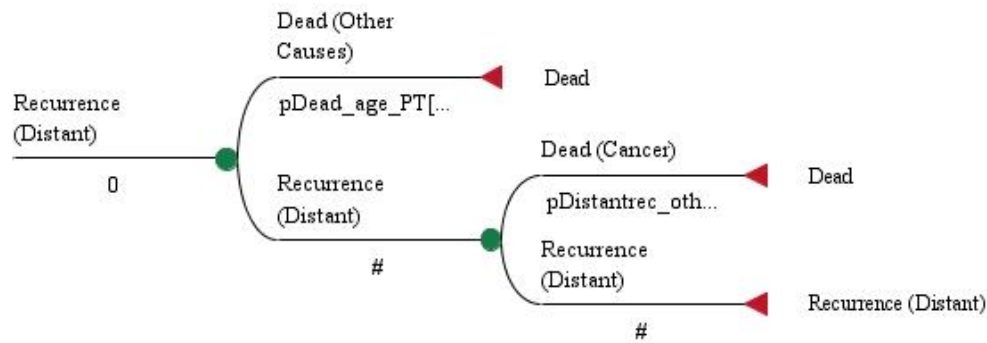 Dead (Other
Causes)
Dead
pDead_age_PT[...
Recurrence
(Distant)
0
Dead (Cancer)
Dead
pDistantrec_oth...
Recurrence
(Distant)
#
Recurrence
(Distant)
Recurrence (Distant)
#